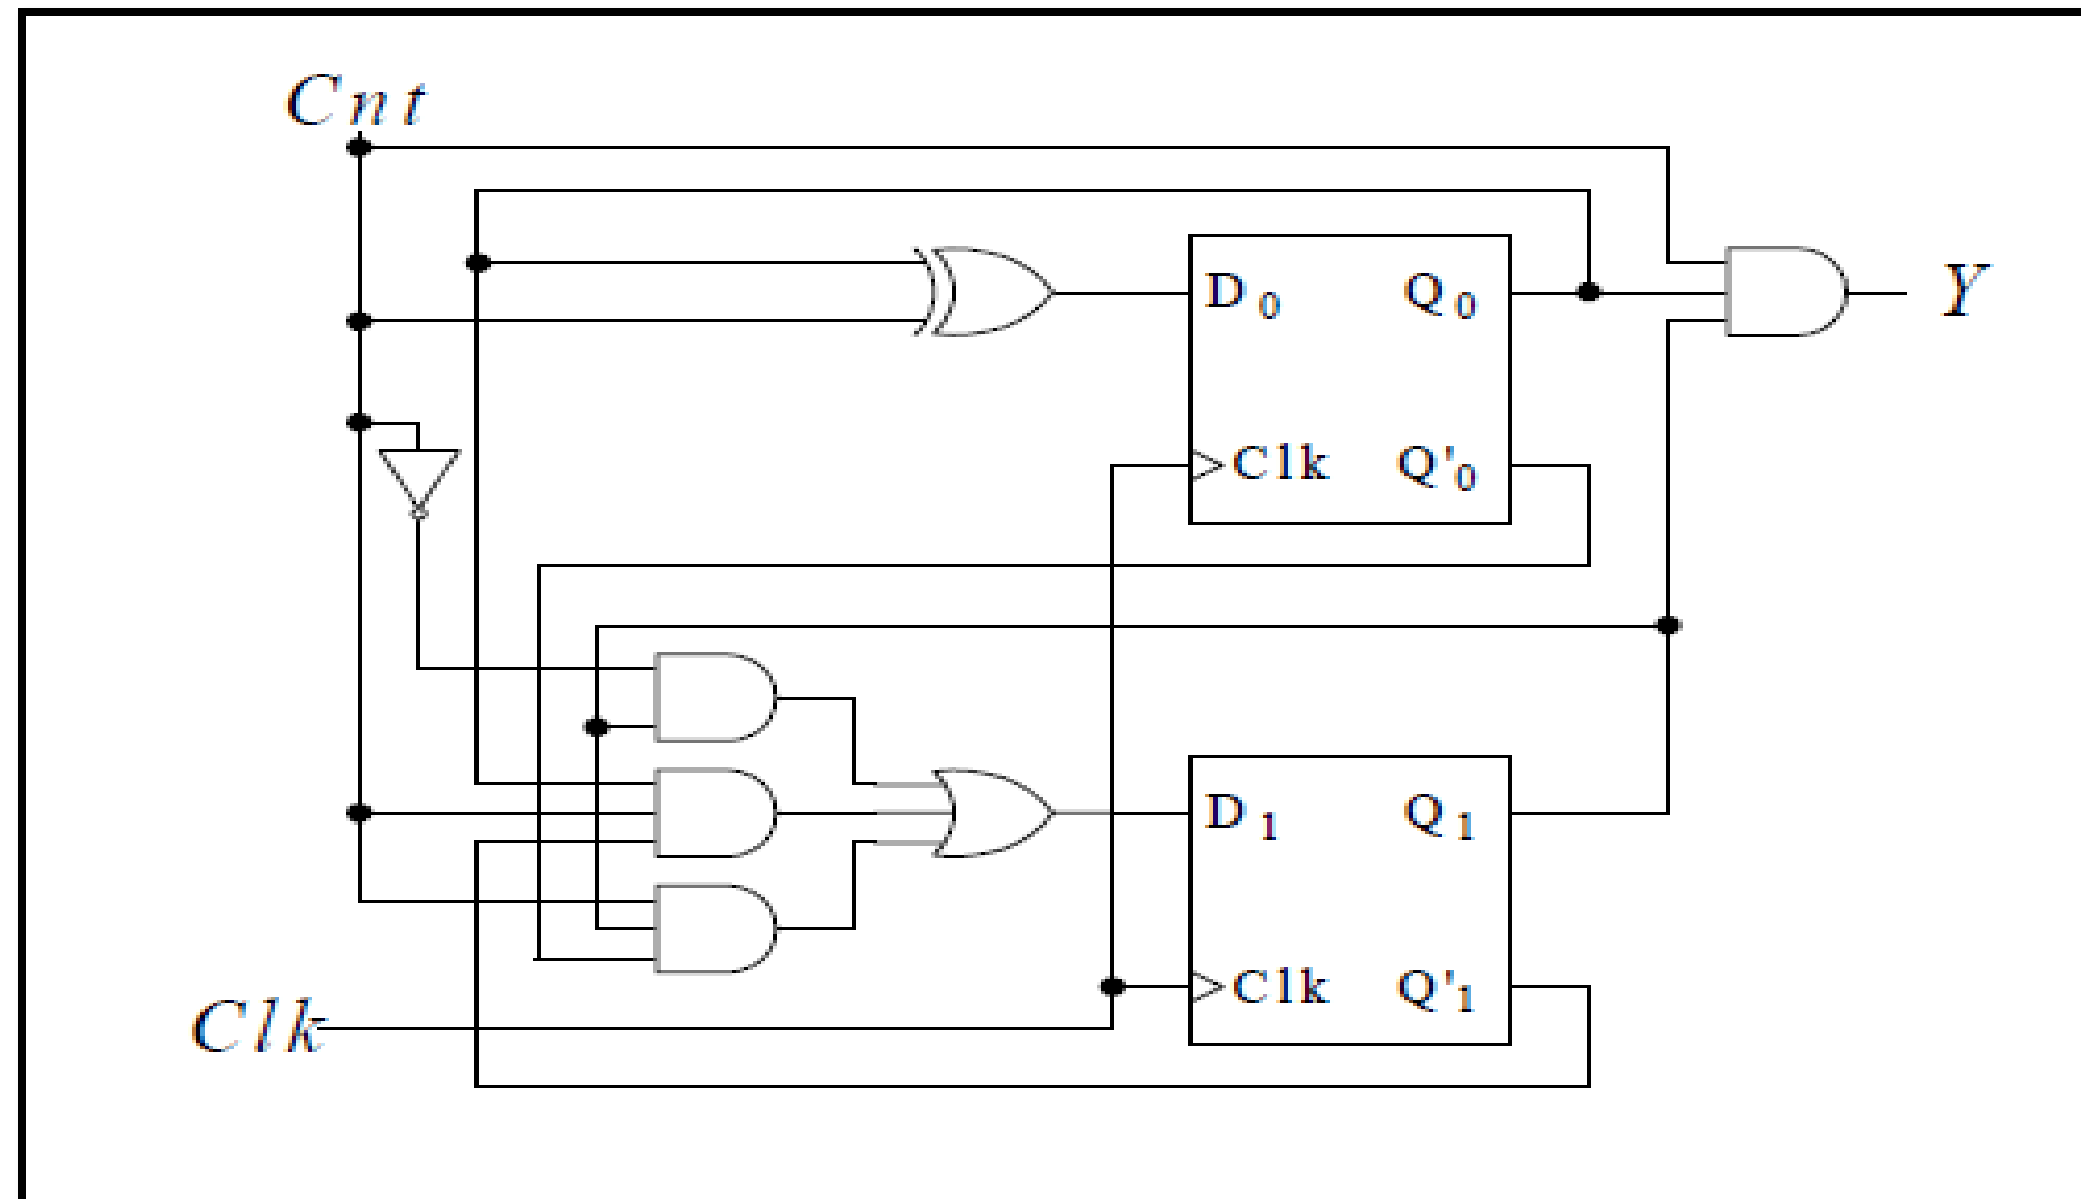 Cnt
D₀ Q₀
Y
Clk Q'₀
D₁ Q₁
Clk Q'₁
Clk